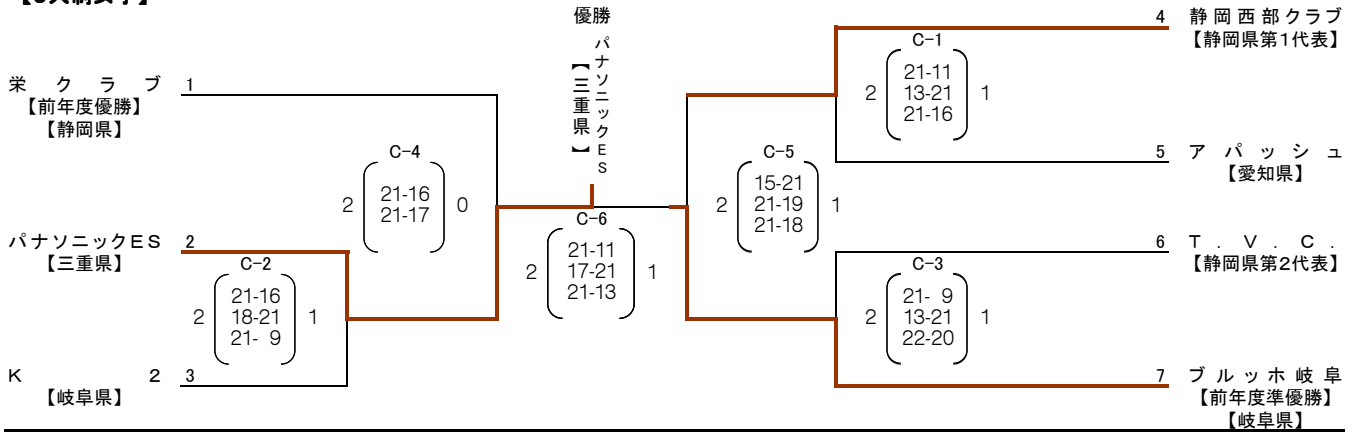 優勝
パナソニックES
【三重県】
栄クラブ 1
【前年度優勝】
【静岡県】
パナソニックES 2
【三重県】
K2 3
【岐阜県】
C-4
2 21-16 0
21-17
C-2
21-16
2 18-21 1
21- 9
C-6
21-11
2 17-21 1
21-13
C-5
15-21
2 21-19 1
21-18
C-1
21-11
2 13-21 1
21-16
C-3
21- 9
2 13-21 1
22-20
4 静岡西部クラブ
【静岡県第1代表】
5 アパッシュ
【愛知県】
6 T.V.C.
【静岡県第2代表】
7 ブルッホ岐阜
【前年度準優勝】
【岐阜県】